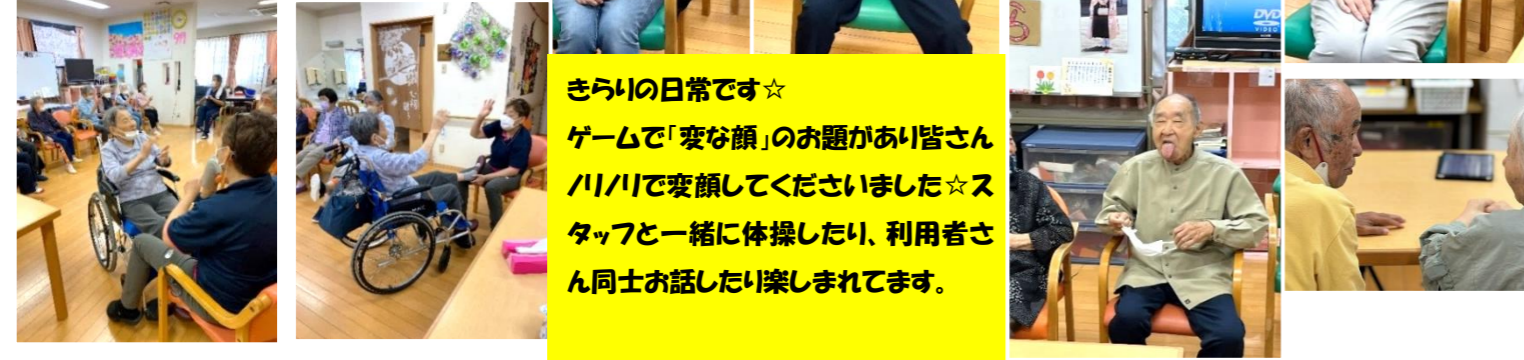 きらりの日常です☆
ゲームで「変な顔」のお題があり皆さん
ノリノリで変顔してくださいました☆ス
タッフと一緒に体操したり、利用者さ
ん同士お話したり楽しまれてます。
DVD
VIDEO